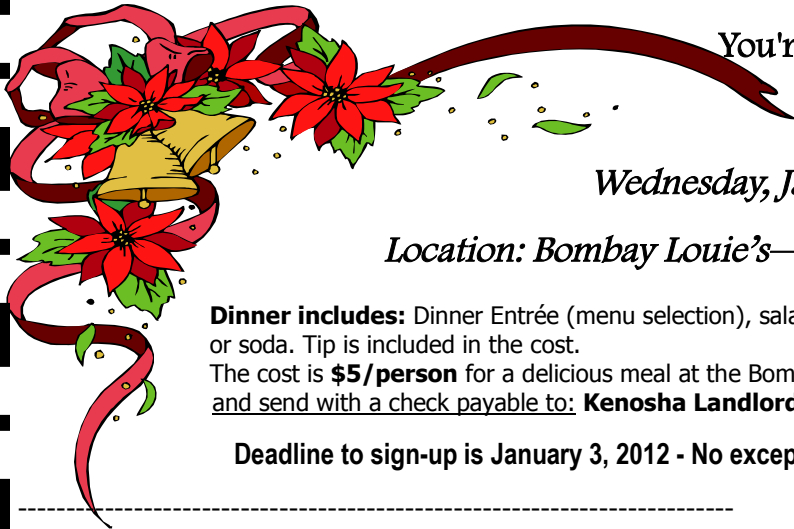 You'r
Wednesday, Ja
Location: Bombay Louie’s—
Dinner includes: Dinner Entrée (menu selection), sala
or soda. Tip is included in the cost.
The cost is $5/person for a delicious meal at the Bom
and send with a check payable to: Kenosha Landlord
Deadline to sign-up is January 3, 2012 - No excep